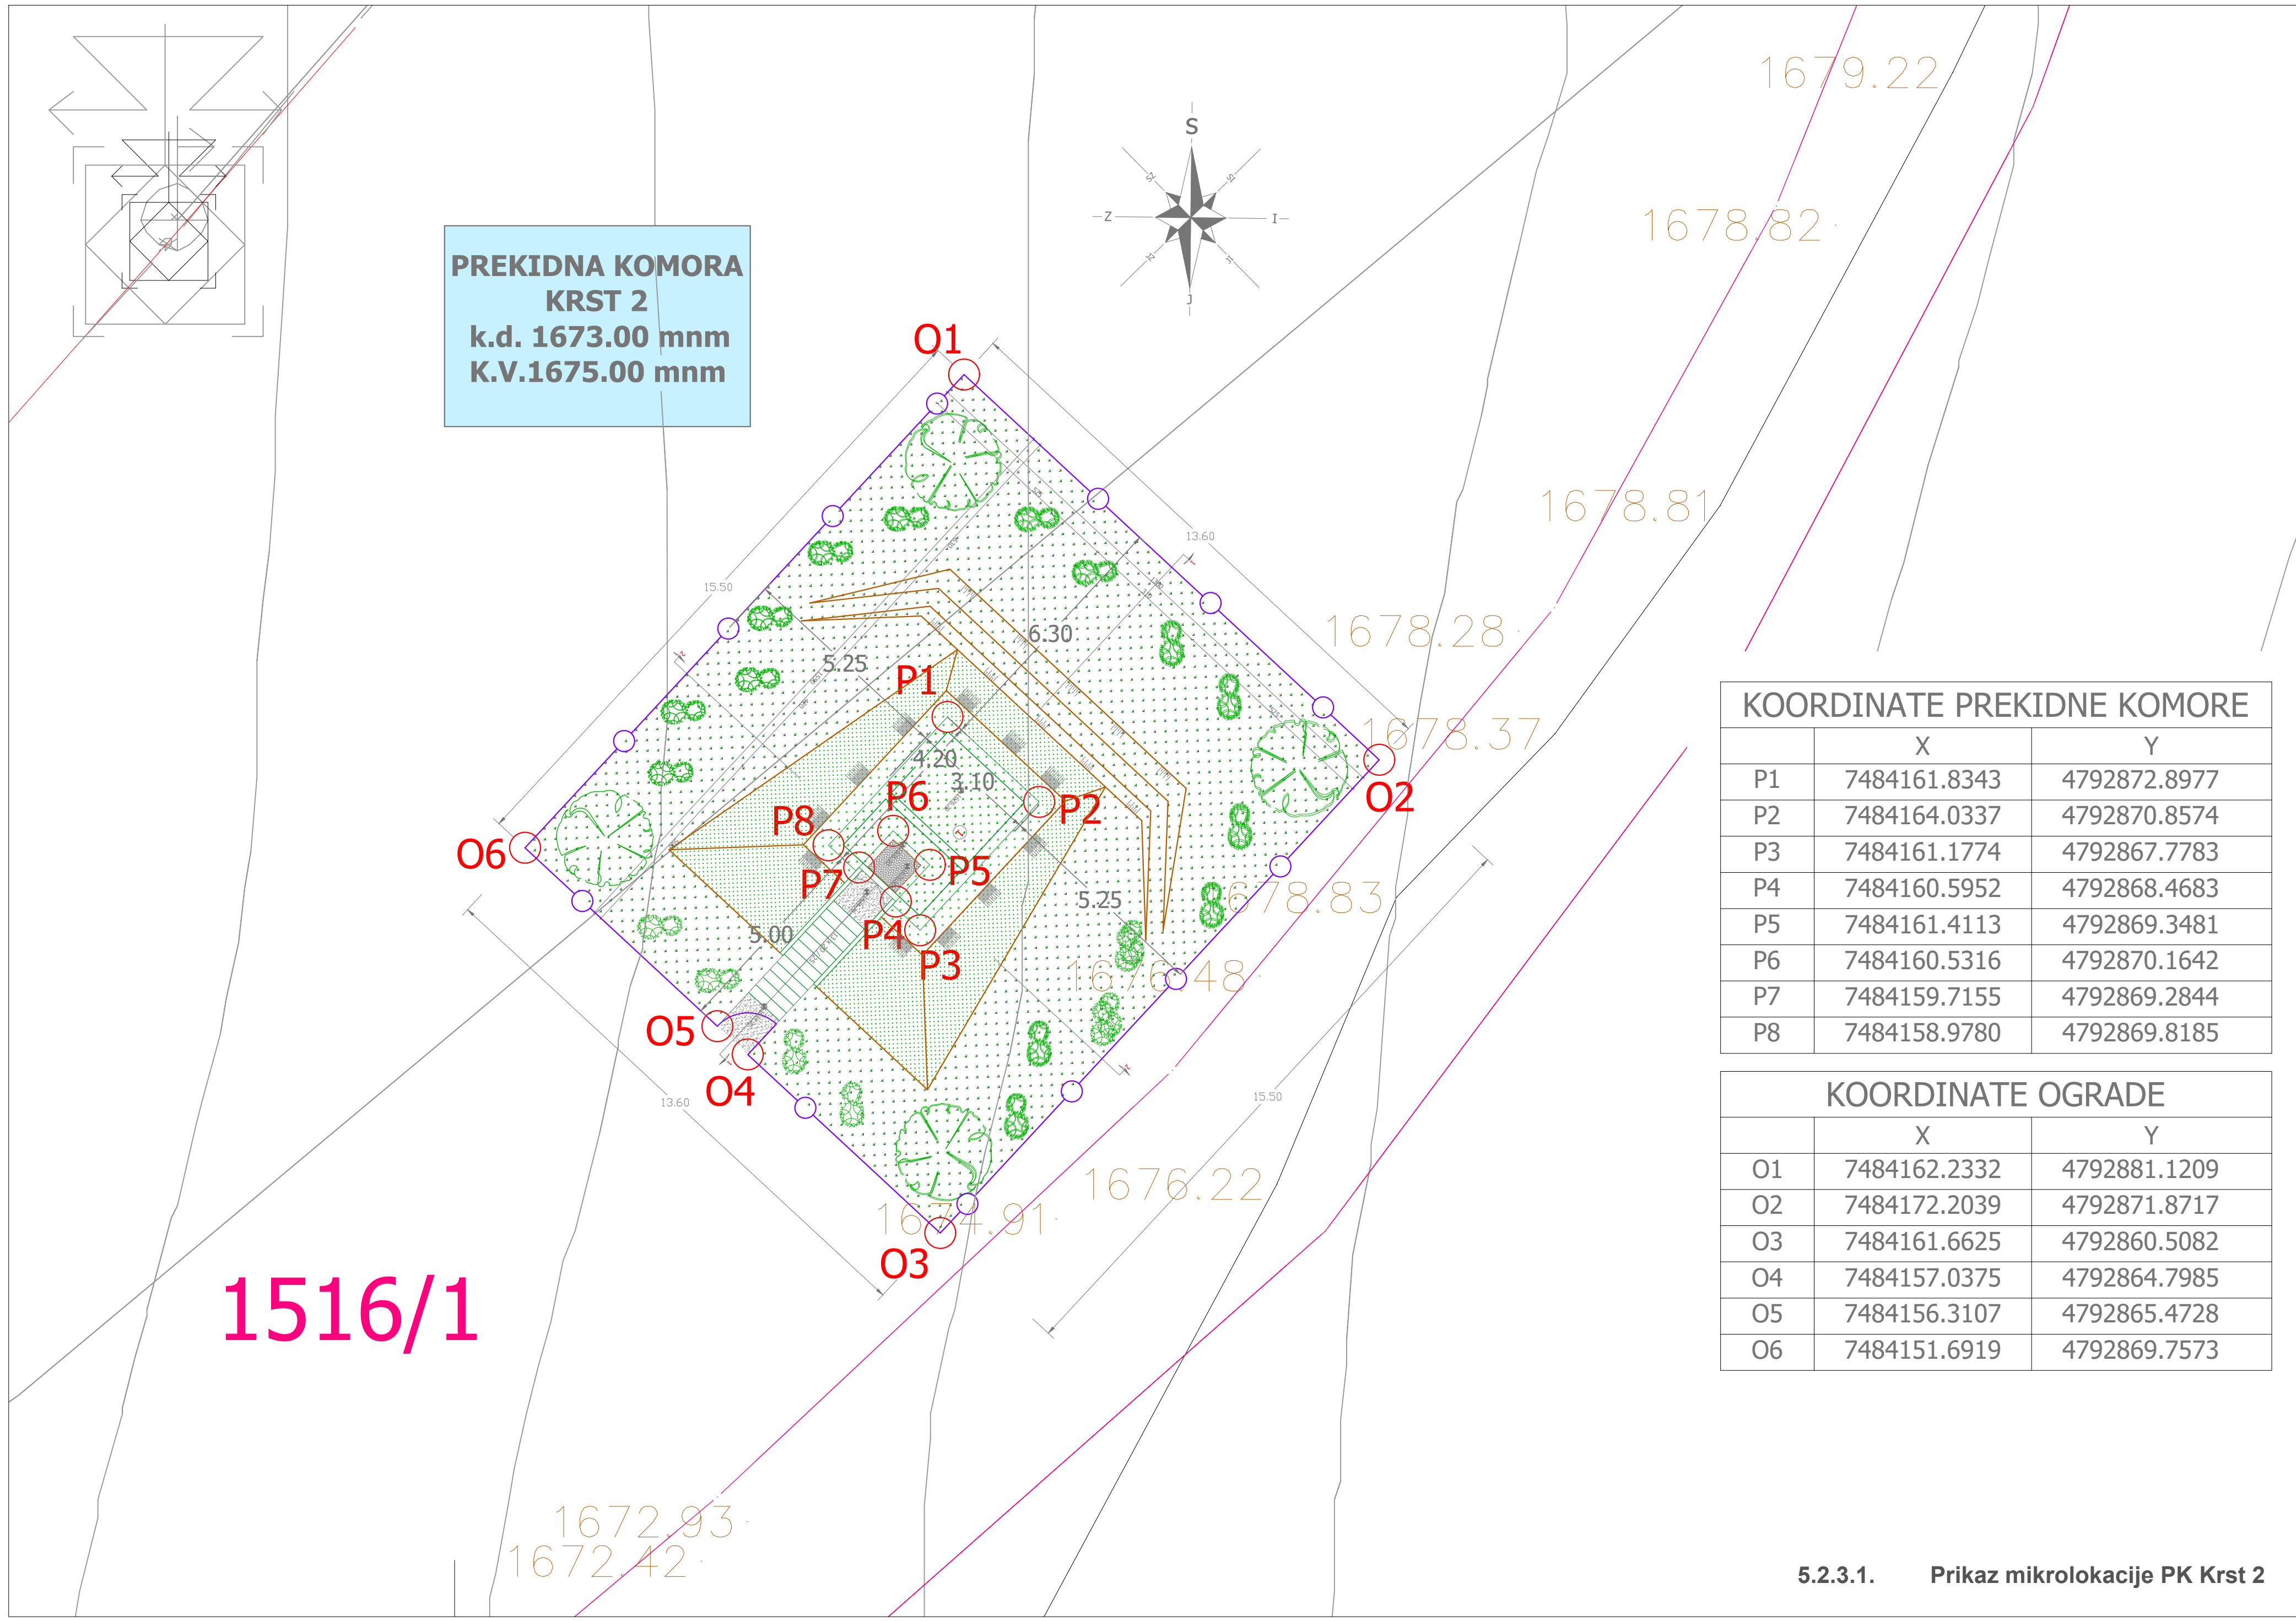 1679.22
S
1678.82
Z
I
PREKIDNA KOMORA
KRST 2
k.d. 1673.00 mnm
K.V.1675.00 mnm
J
O1
1678.81
13.60
15.50
1678.28
6.30
5.25
P1
1678.37
4.20
3.10
O2
P6
P2
P8
O6
P7
P5
1678.83
5.25
5.00
P4
P3
1676.48
O5
O4
13.60
15.50
1676.22
1674.91
O3
1516/1
1672.93
1672.42
KOORDINATE PREKIDNE KOMORE
X Y
P1 7484161.8343 4792872.8977
P2 7484164.0337 4792870.8574
P3 7484161.1774 4792867.7783
P4 7484160.5952 4792868.4683
P5 7484161.4113 4792869.3481
P6 7484160.5316 4792870.1642
P7 7484159.7155 4792869.2844
P8 7484158.9780 4792869.8185
KOORDINATE OGRADE
X Y
O1 7484162.2332 4792881.1209
O2 7484172.2039 4792871.8717
O3 7484161.6625 4792860.5082
O4 7484157.0375 4792864.7985
O5 7484156.3107 4792865.4728
O6 7484151.6919 4792869.7573
5.2.3.1. Prikaz mikrolokacije PK Krst 2